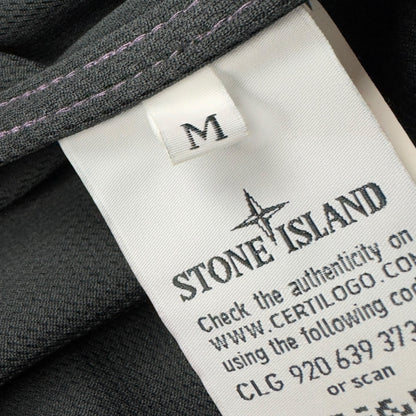 M
STONE ISLAND
Check the authenticity on
WWW.CERTILOGO.COM
using the following code
CLG 920 639 373
or scan